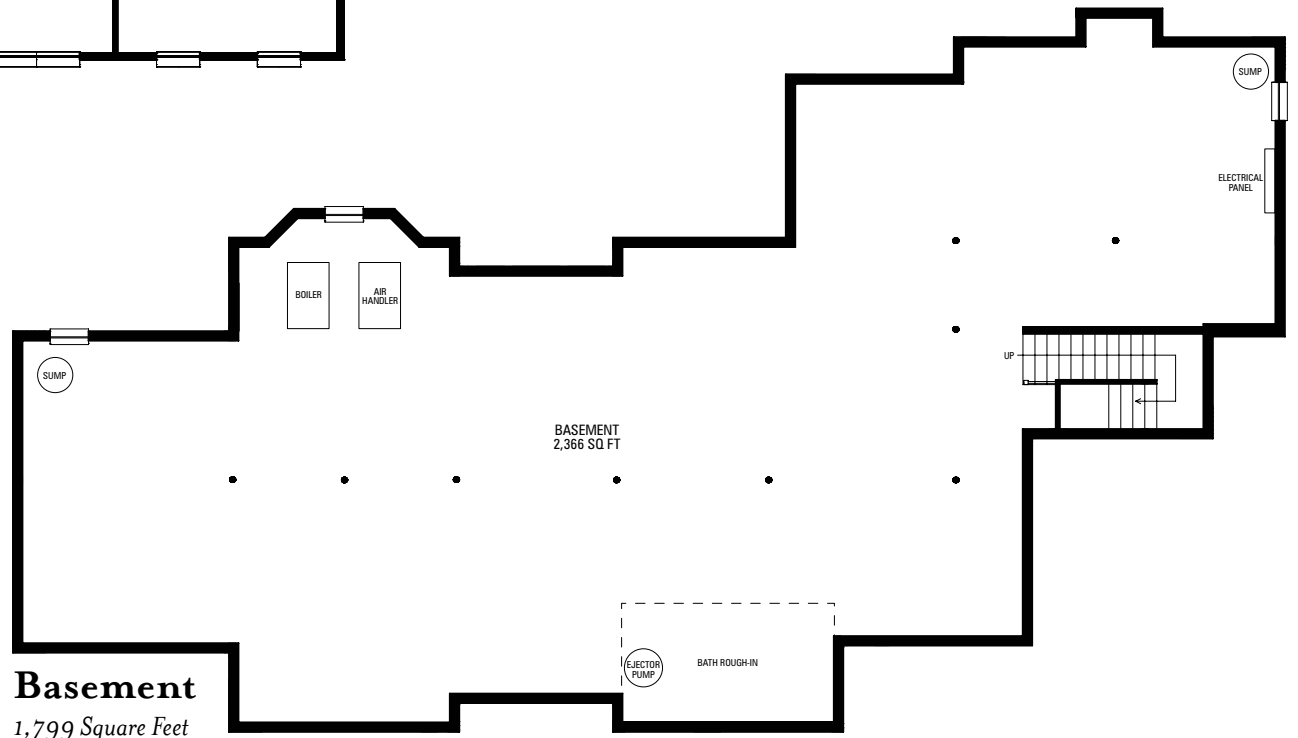 SUMP
ELECTRICAL
PANEL
BOILER
AIR
HANDLER
UP
SUMP
BASEMENT
2,366 SQ FT
EJECTOR
PUMP
BATH ROUGH-IN
Basement
1,799 Square Feet